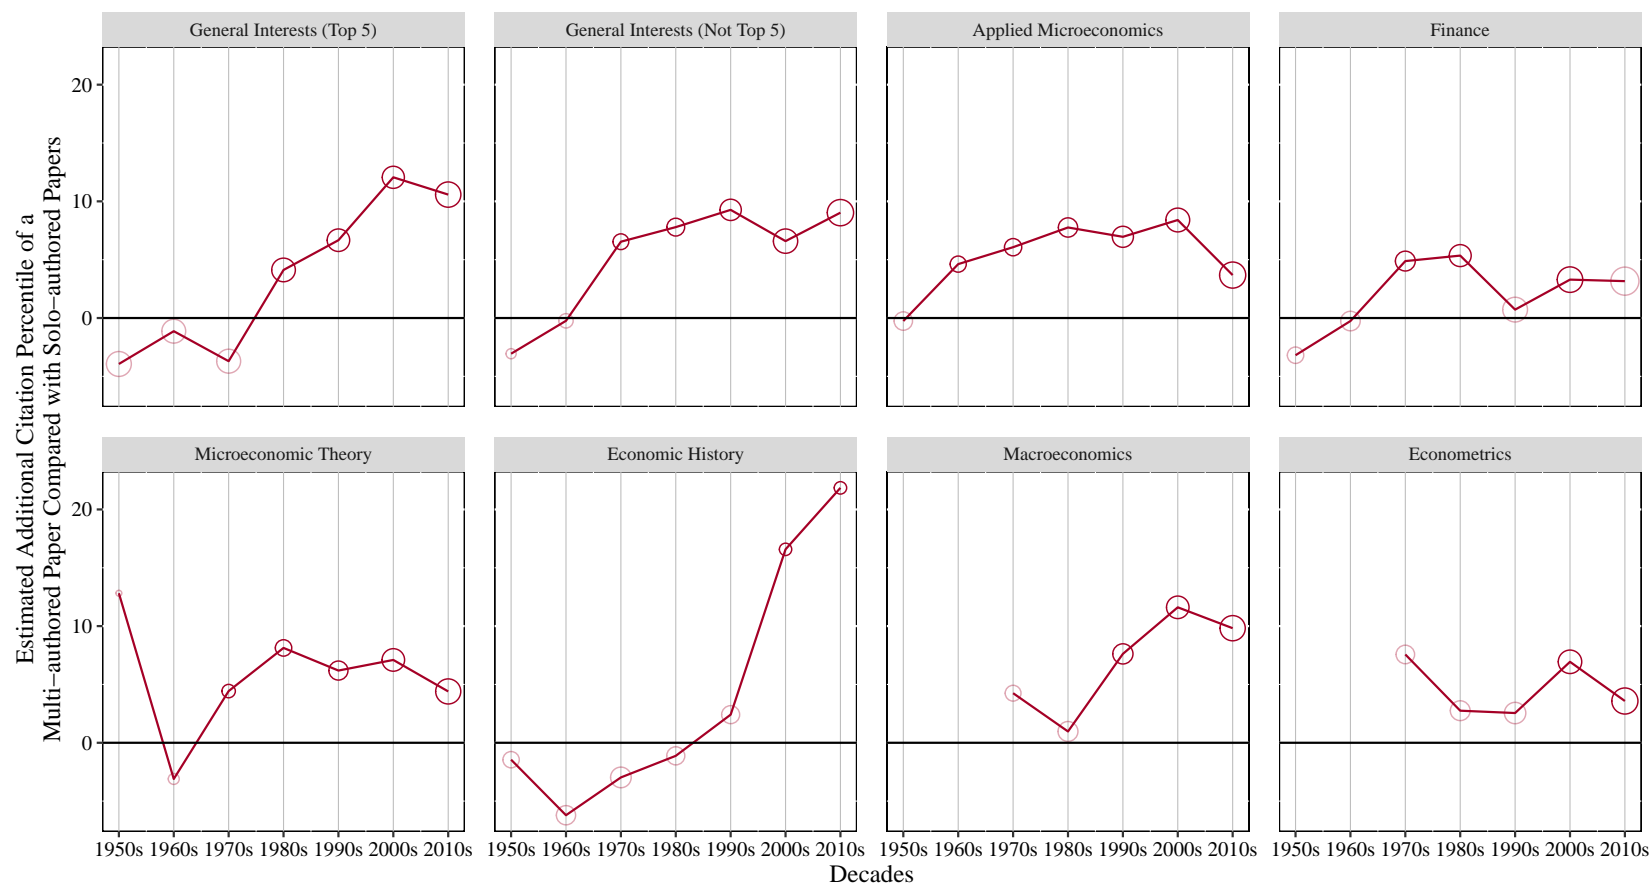 General Interests (Top 5)
General Interests (Not Top 5)
Applied Microeconomics
Finance
20
10
0
Microeconomic Theory
Economic History
Macroeconomics
Econometrics
20
10
0
Estimated Additional Citation Percentile of a
Multi−authored Paper Compared with Solo−authored Papers
1950s 1960s 1970s 1980s 1990s 2000s 2010s
1950s 1960s 1970s 1980s 1990s 2000s 2010s
1950s 1960s 1970s 1980s 1990s 2000s 2010s
1950s 1960s 1970s 1980s 1990s 2000s 2010s
Decades